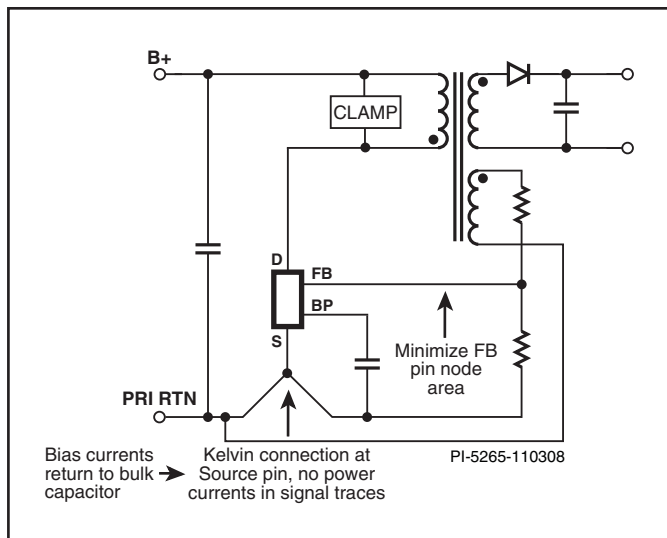 B+
CLAMP
D
FB
BP
S
Minimize FB
pin node
area
PRI RTN
PI-5265-110308
Bias currents
return to bulk
capacitor
Kelvin connection at
Source pin, no power
currents in signal traces